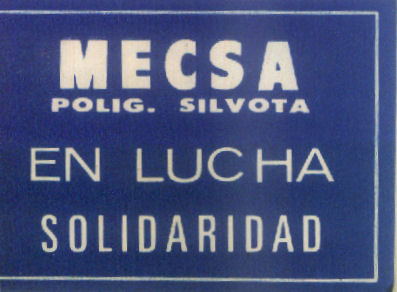 MECSA
POLIG. SILVOTA
EN LUCHA
SOLIDARIDAD